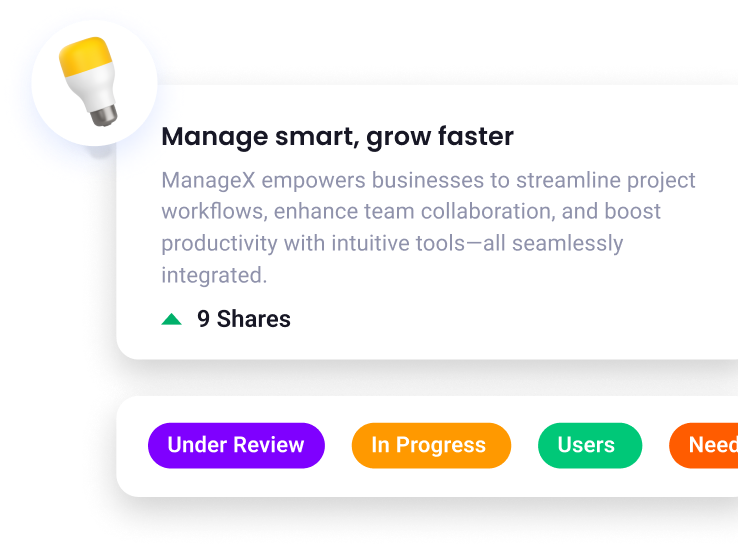 Manage smart, grow faster
ManageX empowers businesses to streamline project
workflows, enhance team collaboration, and boost
productivity with intuitive tools—all seamlessly
integrated.
9 Shares
Under Review In Progress Users Need